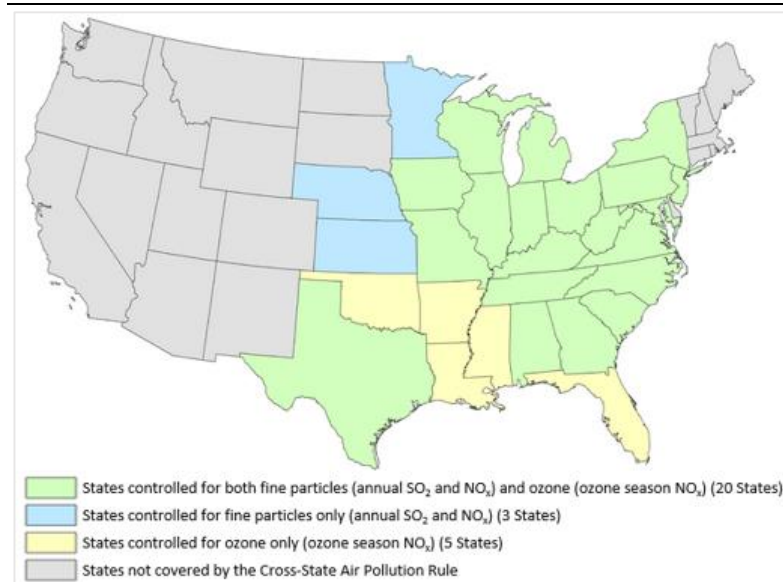 States controlled for both fine particles (annual SO₂ and NOₓ) and ozone (ozone season NOₓ) (20 States)
States controlled for fine particles only (annual SO₂ and NOₓ) (3 States)
States controlled for ozone only (ozone season NOₓ) (5 States)
States not covered by the Cross-State Air Pollution Rule